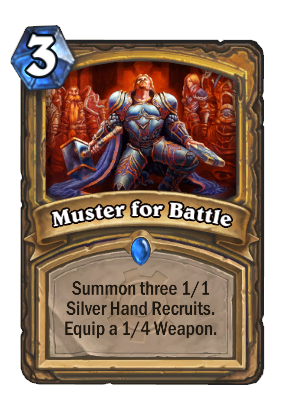 3
Muster for Battle
Summon three 1/1
Silver Hand Recruits.
Equip a 1/4 Weapon.